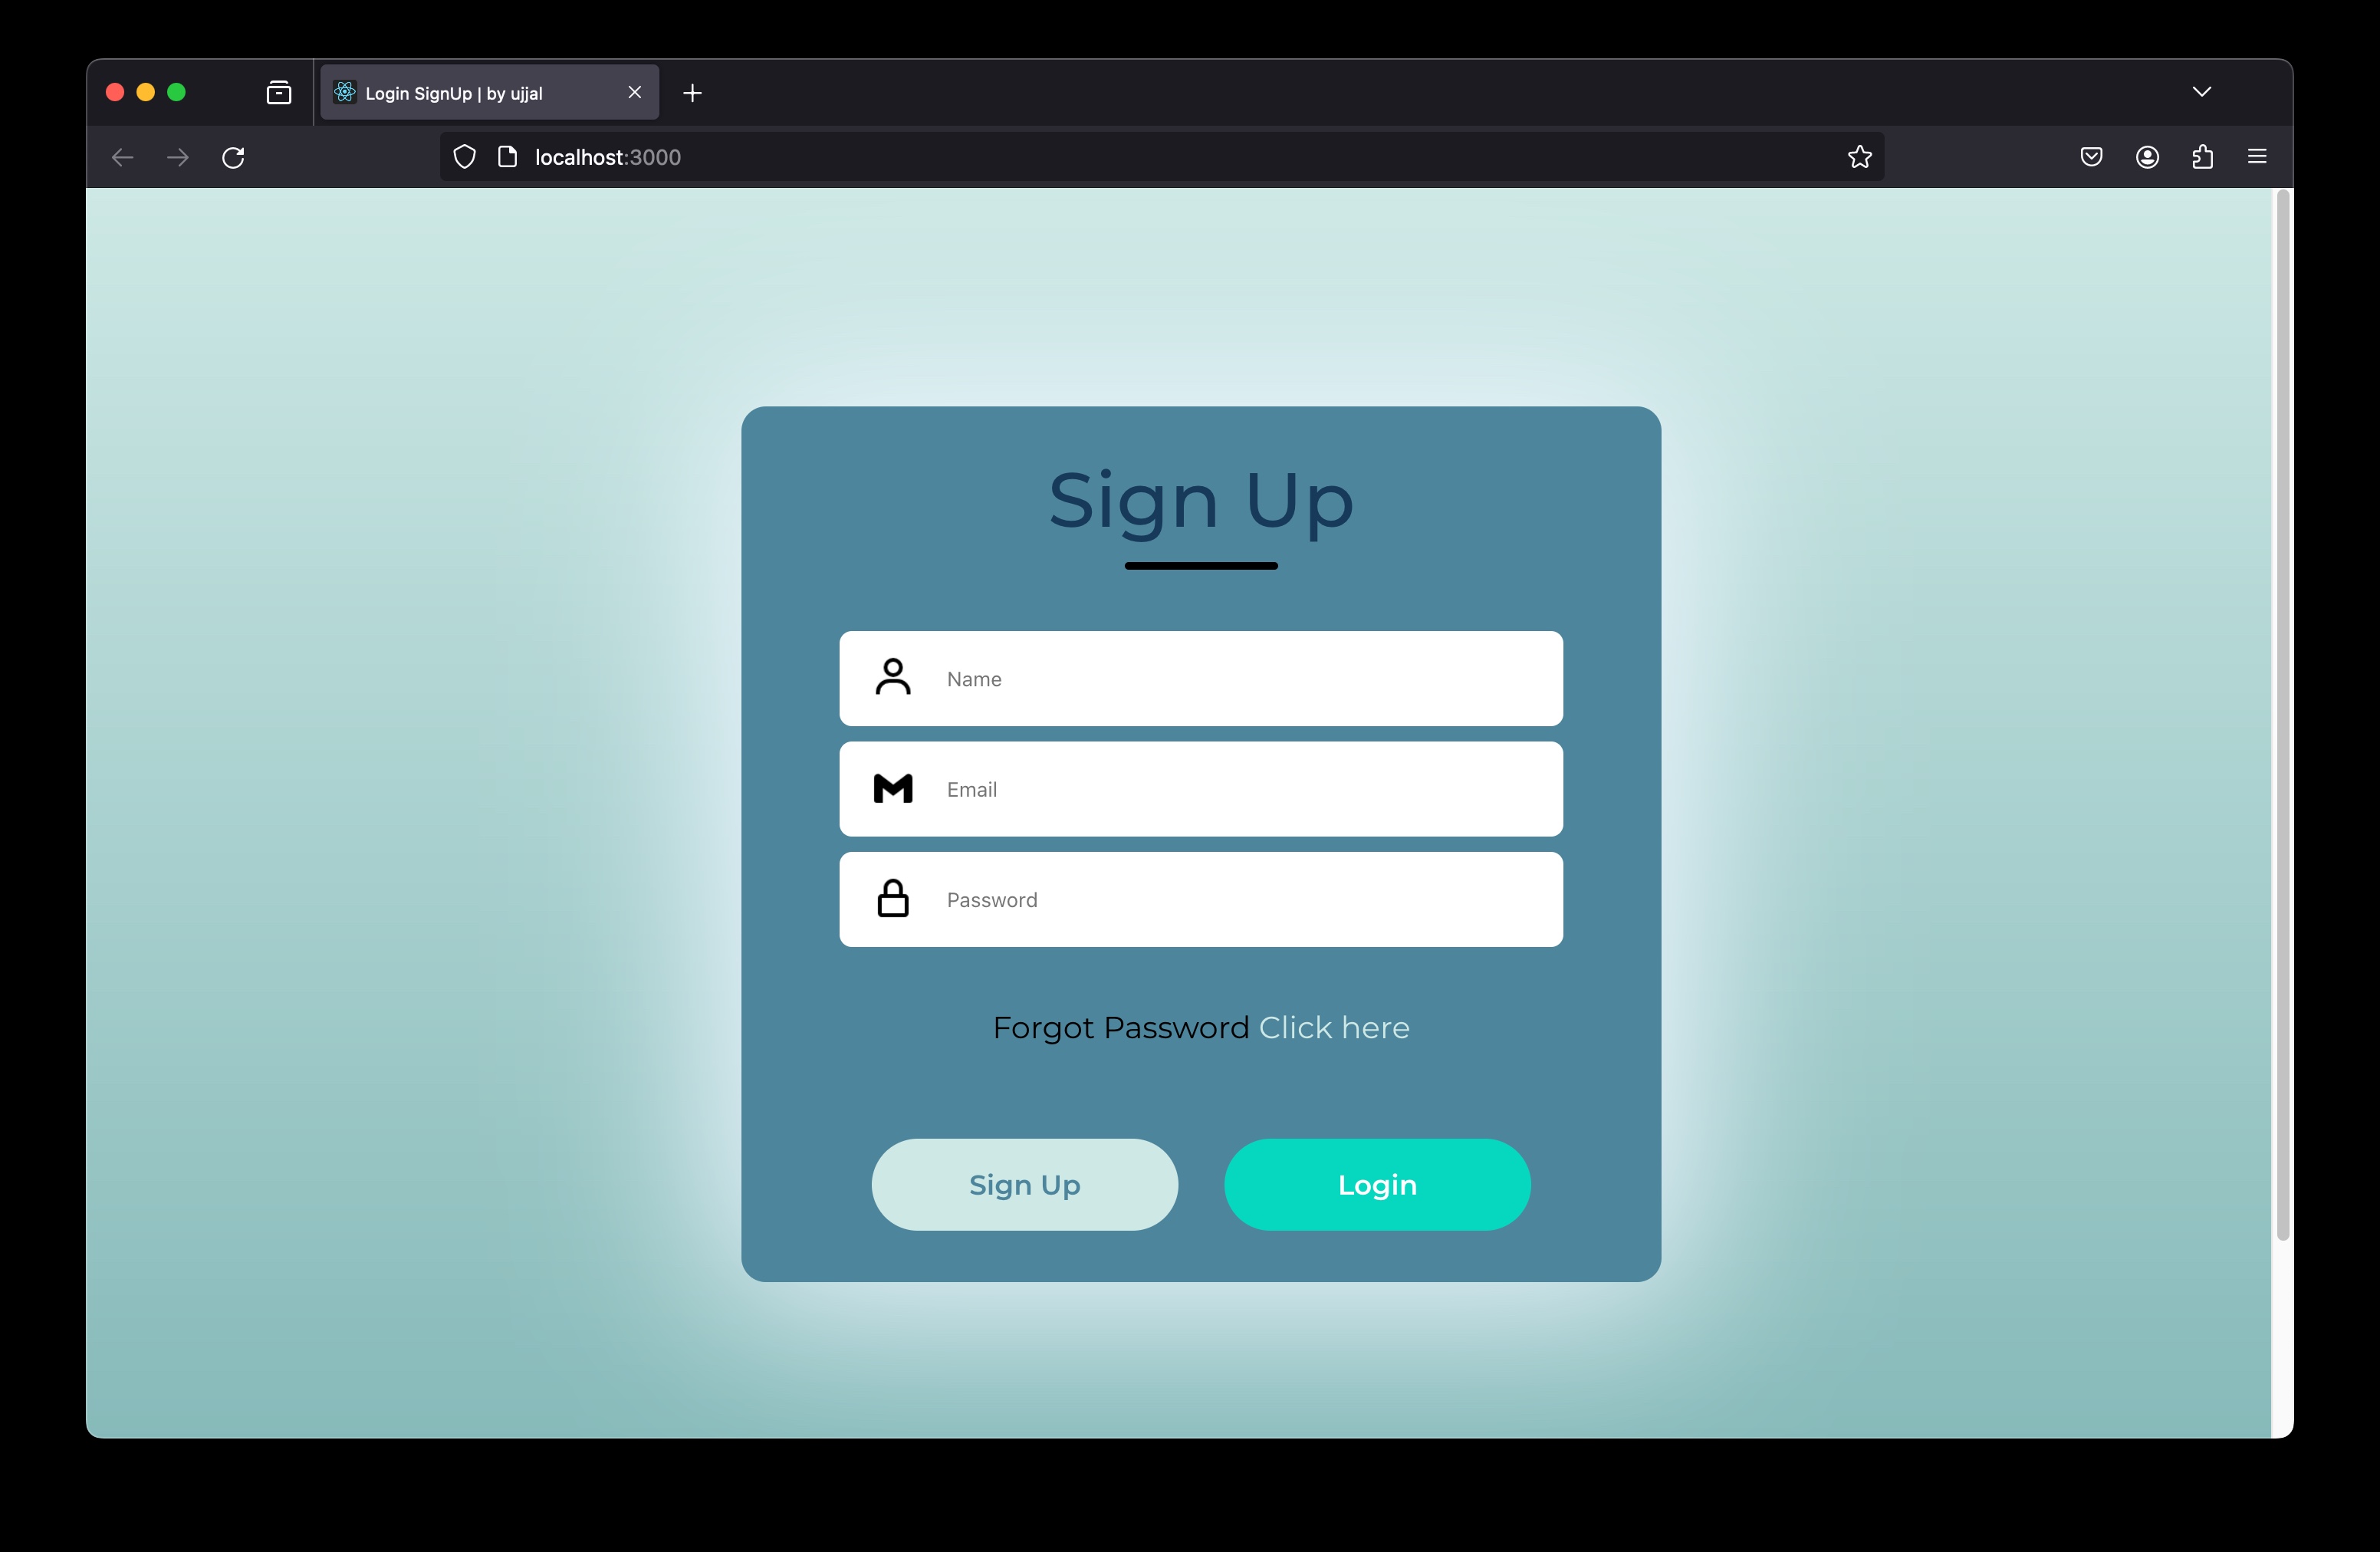 Login SignUp | by ujjal
localhost:3000
Sign Up
Name
Email
Password
Forgot Password Click here
Sign Up Login